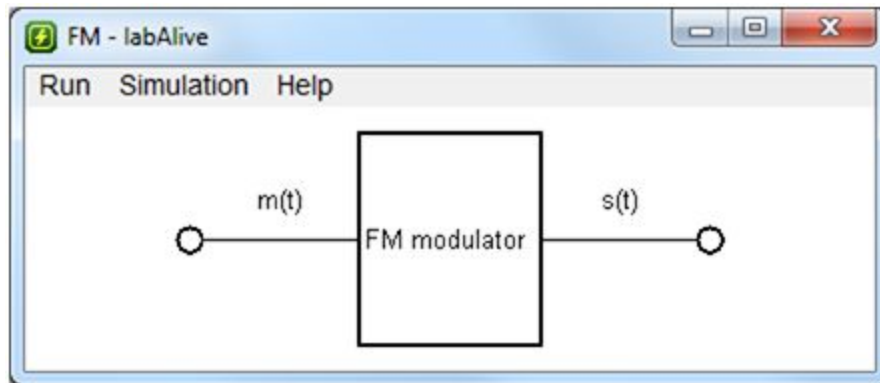 FM - labAlive
Run Simulation Help
m(t) s(t)
FM modulator